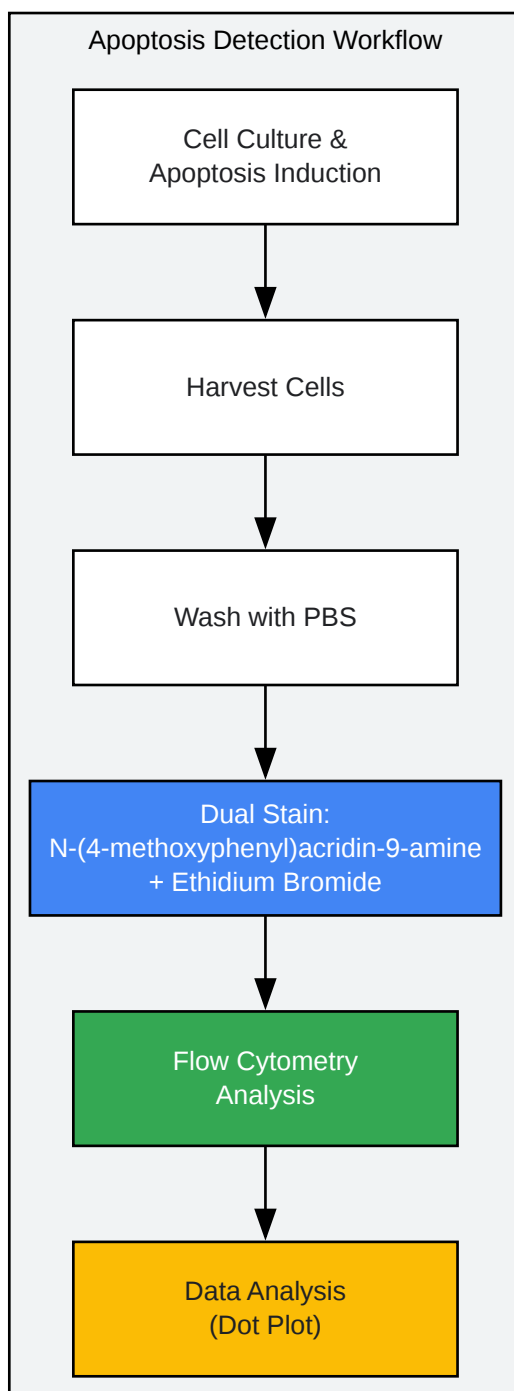 Apoptosis Detection Workflow
Cell Culture &
Apoptosis Induction
Harvest Cells
Wash with PBS
Dual Stain:
N-(4-methoxyphenyl)acridin-9-amine
+ Ethidium Bromide
Flow Cytometry
Analysis
Data Analysis
(Dot Plot)